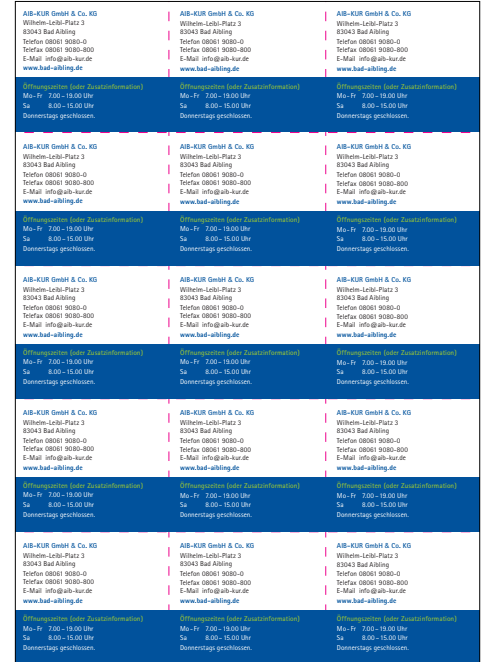 AIB-KUR GmbH & Co. KG
Wilhelm-Leibl-Platz 3
83043 Bad Aibling
Telefon 08061 9080-0
Telefax 08061 9080-800
E-Mail info@aib-kur.de
www.bad-aibling.de
Öffnungszeiten (oder Zusatzinformation)
Mo-Fr 7.00 – 19.00 Uhr
Sa 8.00 – 15.00 Uhr
Donnerstags geschlossen.
AIB-KUR GmbH & Co. KG
Wilhelm-Leibl-Platz 3
83043 Bad Aibling
Telefon 08061 9080-0
Telefax 08061 9080-800
E-Mail info@aib-kur.de
www.bad-aibling.de
Öffnungszeiten (oder Zusatzinformation)
Mo-Fr 7.00 – 19.00 Uhr
Sa 8.00 – 15.00 Uhr
Donnerstags geschlossen.
AIB-KUR GmbH & Co. KG
Wilhelm-Leibl-Platz 3
83043 Bad Aibling
Telefon 08061 9080-0
Telefax 08061 9080-800
E-Mail info@aib-kur.de
www.bad-aibling.de
Öffnungszeiten (oder Zusatzinformation)
Mo-Fr 7.00 – 19.00 Uhr
Sa 8.00 – 15.00 Uhr
Donnerstags geschlossen.
AIB-KUR GmbH & Co. KG
Wilhelm-Leibl-Platz 3
83043 Bad Aibling
Telefon 08061 9080-0
Telefax 08061 9080-800
E-Mail info@aib-kur.de
www.bad-aibling.de
Öffnungszeiten (oder Zusatzinformation)
Mo-Fr 7.00 – 19.00 Uhr
Sa 8.00 – 15.00 Uhr
Donnerstags geschlossen.
AIB-KUR GmbH & Co. KG
Wilhelm-Leibl-Platz 3
83043 Bad Aibling
Telefon 08061 9080-0
Telefax 08061 9080-800
E-Mail info@aib-kur.de
www.bad-aibling.de
Öffnungszeiten (oder Zusatzinformation)
Mo-Fr 7.00 – 19.00 Uhr
Sa 8.00 – 15.00 Uhr
Donnerstags geschlossen.
AIB-KUR GmbH & Co. KG
Wilhelm-Leibl-Platz 3
83043 Bad Aibling
Telefon 08061 9080-0
Telefax 08061 9080-800
E-Mail info@aib-kur.de
www.bad-aibling.de
Öffnungszeiten (oder Zusatzinformation)
Mo-Fr 7.00 – 19.00 Uhr
Sa 8.00 – 15.00 Uhr
Donnerstags geschlossen.
AIB-KUR GmbH & Co. KG
Wilhelm-Leibl-Platz 3
83043 Bad Aibling
Telefon 08061 9080-0
Telefax 08061 9080-800
E-Mail info@aib-kur.de
www.bad-aibling.de
Öffnungszeiten (oder Zusatzinformation)
Mo-Fr 7.00 – 19.00 Uhr
Sa 8.00 – 15.00 Uhr
Donnerstags geschlossen.
AIB-KUR GmbH & Co. KG
Wilhelm-Leibl-Platz 3
83043 Bad Aibling
Telefon 08061 9080-0
Telefax 08061 9080-800
E-Mail info@aib-kur.de
www.bad-aibling.de
Öffnungszeiten (oder Zusatzinformation)
Mo-Fr 7.00 – 19.00 Uhr
Sa 8.00 – 15.00 Uhr
Donnerstags geschlossen.
AIB-KUR GmbH & Co. KG
Wilhelm-Leibl-Platz 3
83043 Bad Aibling
Telefon 08061 9080-0
Telefax 08061 9080-800
E-Mail info@aib-kur.de
www.bad-aibling.de
Öffnungszeiten (oder Zusatzinformation)
Mo-Fr 7.00 – 19.00 Uhr
Sa 8.00 – 15.00 Uhr
Donnerstags geschlossen.
AIB-KUR GmbH & Co. KG
Wilhelm-Leibl-Platz 3
83043 Bad Aibling
Telefon 08061 9080-0
Telefax 08061 9080-800
E-Mail info@aib-kur.de
www.bad-aibling.de
Öffnungszeiten (oder Zusatzinformation)
Mo-Fr 7.00 – 19.00 Uhr
Sa 8.00 – 15.00 Uhr
Donnerstags geschlossen.
AIB-KUR GmbH & Co. KG
Wilhelm-Leibl-Platz 3
83043 Bad Aibling
Telefon 08061 9080-0
Telefax 08061 9080-800
E-Mail info@aib-kur.de
www.bad-aibling.de
Öffnungszeiten (oder Zusatzinformation)
Mo-Fr 7.00 – 19.00 Uhr
Sa 8.00 – 15.00 Uhr
Donnerstags geschlossen.
AIB-KUR GmbH & Co. KG
Wilhelm-Leibl-Platz 3
83043 Bad Aibling
Telefon 08061 9080-0
Telefax 08061 9080-800
E-Mail info@aib-kur.de
www.bad-aibling.de
Öffnungszeiten (oder Zusatzinformation)
Mo-Fr 7.00 – 19.00 Uhr
Sa 8.00 – 15.00 Uhr
Donnerstags geschlossen.
AIB-KUR GmbH & Co. KG
Wilhelm-Leibl-Platz 3
83043 Bad Aibling
Telefon 08061 9080-0
Telefax 08061 9080-800
E-Mail info@aib-kur.de
www.bad-aibling.de
Öffnungszeiten (oder Zusatzinformation)
Mo-Fr 7.00 – 19.00 Uhr
Sa 8.00 – 15.00 Uhr
Donnerstags geschlossen.
AIB-KUR GmbH & Co. KG
Wilhelm-Leibl-Platz 3
83043 Bad Aibling
Telefon 08061 9080-0
Telefax 08061 9080-800
E-Mail info@aib-kur.de
www.bad-aibling.de
Öffnungszeiten (oder Zusatzinformation)
Mo-Fr 7.00 – 19.00 Uhr
Sa 8.00 – 15.00 Uhr
Donnerstags geschlossen.
AIB-KUR GmbH & Co. KG
Wilhelm-Leibl-Platz 3
83043 Bad Aibling
Telefon 08061 9080-0
Telefax 08061 9080-800
E-Mail info@aib-kur.de
www.bad-aibling.de
Öffnungszeiten (oder Zusatzinformation)
Mo-Fr 7.00 – 19.00 Uhr
Sa 8.00 – 15.00 Uhr
Donnerstags geschlossen.